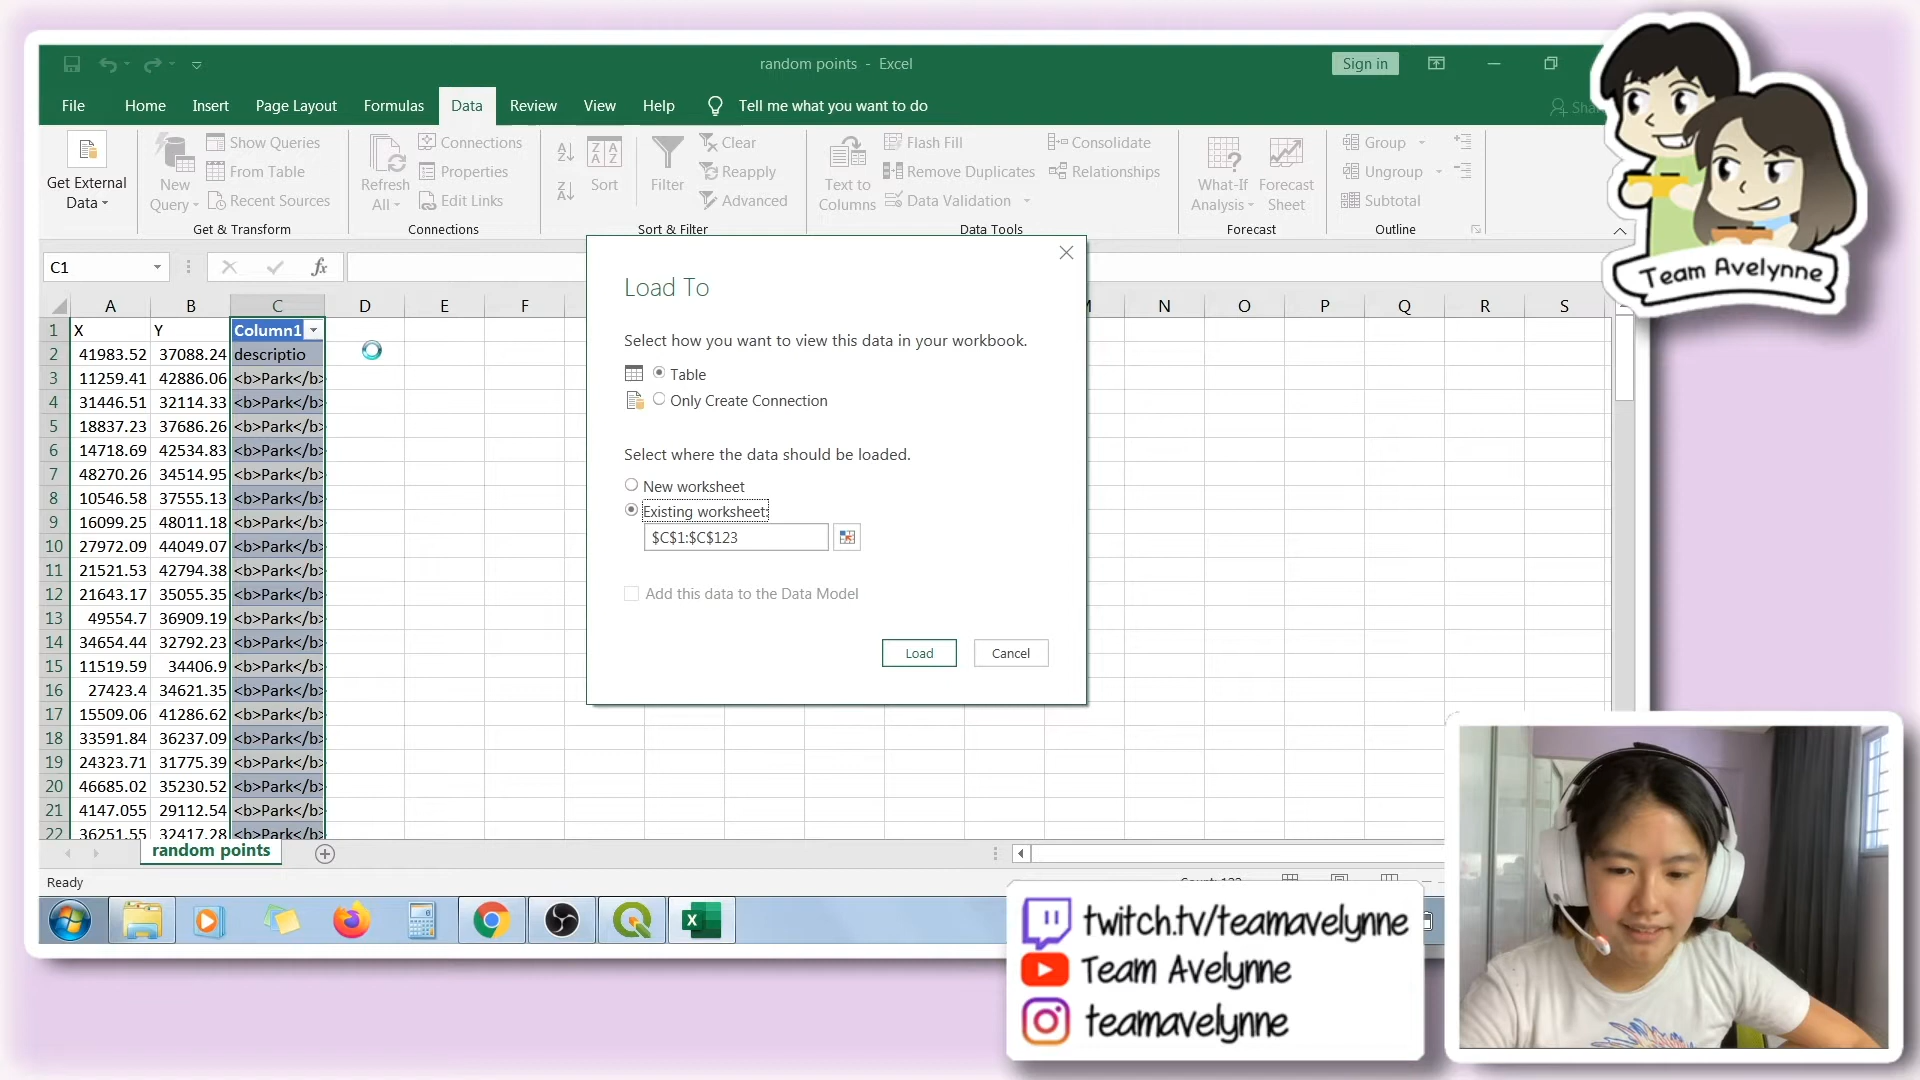 random points - Excel
Sign in
File Home Insert Page Layout Formulas Data Review View Help Tell me what you want to do
Get External Data
New Query
Show Queries
From Table
Recent Sources
Get & Transform
Refresh All
Connections
Properties
Edit Links
Connections
Sort
Filter
Clear
Reapply
Advanced
Sort & Filter
Text to Columns
Flash Fill
Remove Duplicates
Data Validation
Consolidate
Relationships
Data Tools
What-If Analysis
Forecast Sheet
Forecast
Group
Ungroup
Subtotal
Outline
Team Avelynne
C1
fx
A B C D E F N O P Q R S
1 X Y Column1
2 41983.52 37088.24 descriptio
3 11259.41 42886.06 <b>Park</b>
4 31446.51 32114.33 <b>Park</b>
5 18837.23 37686.26 <b>Park</b>
6 14718.69 42534.83 <b>Park</b>
7 48270.26 34514.95 <b>Park</b>
8 10546.58 37555.13 <b>Park</b>
9 16099.25 48011.18 <b>Park</b>
10 27972.09 44049.07 <b>Park</b>
11 21521.53 42794.38 <b>Park</b>
12 21643.17 35055.35 <b>Park</b>
13 49554.7 36909.19 <b>Park</b>
14 34654.44 32792.23 <b>Park</b>
15 11519.59 34406.9 <b>Park</b>
16 27423.4 34621.35 <b>Park</b>
17 15509.06 41286.62 <b>Park</b>
18 33591.84 36237.09 <b>Park</b>
19 24323.71 31775.39 <b>Park</b>
20 46685.02 35230.52 <b>Park</b>
21 4147.055 29112.54 <b>Park</b>
22 36251.55 32417.28 <b>Park</b>
Load To
Select how you want to view this data in your workbook.
Table
Only Create Connection
Select where the data should be loaded.
New worksheet
Existing worksheet:
$C$1:$C$123
Add this data to the Data Model
Load Cancel
random points
Ready
twitch.tv/teamavelynne
Team Avelynne
teamavelynne